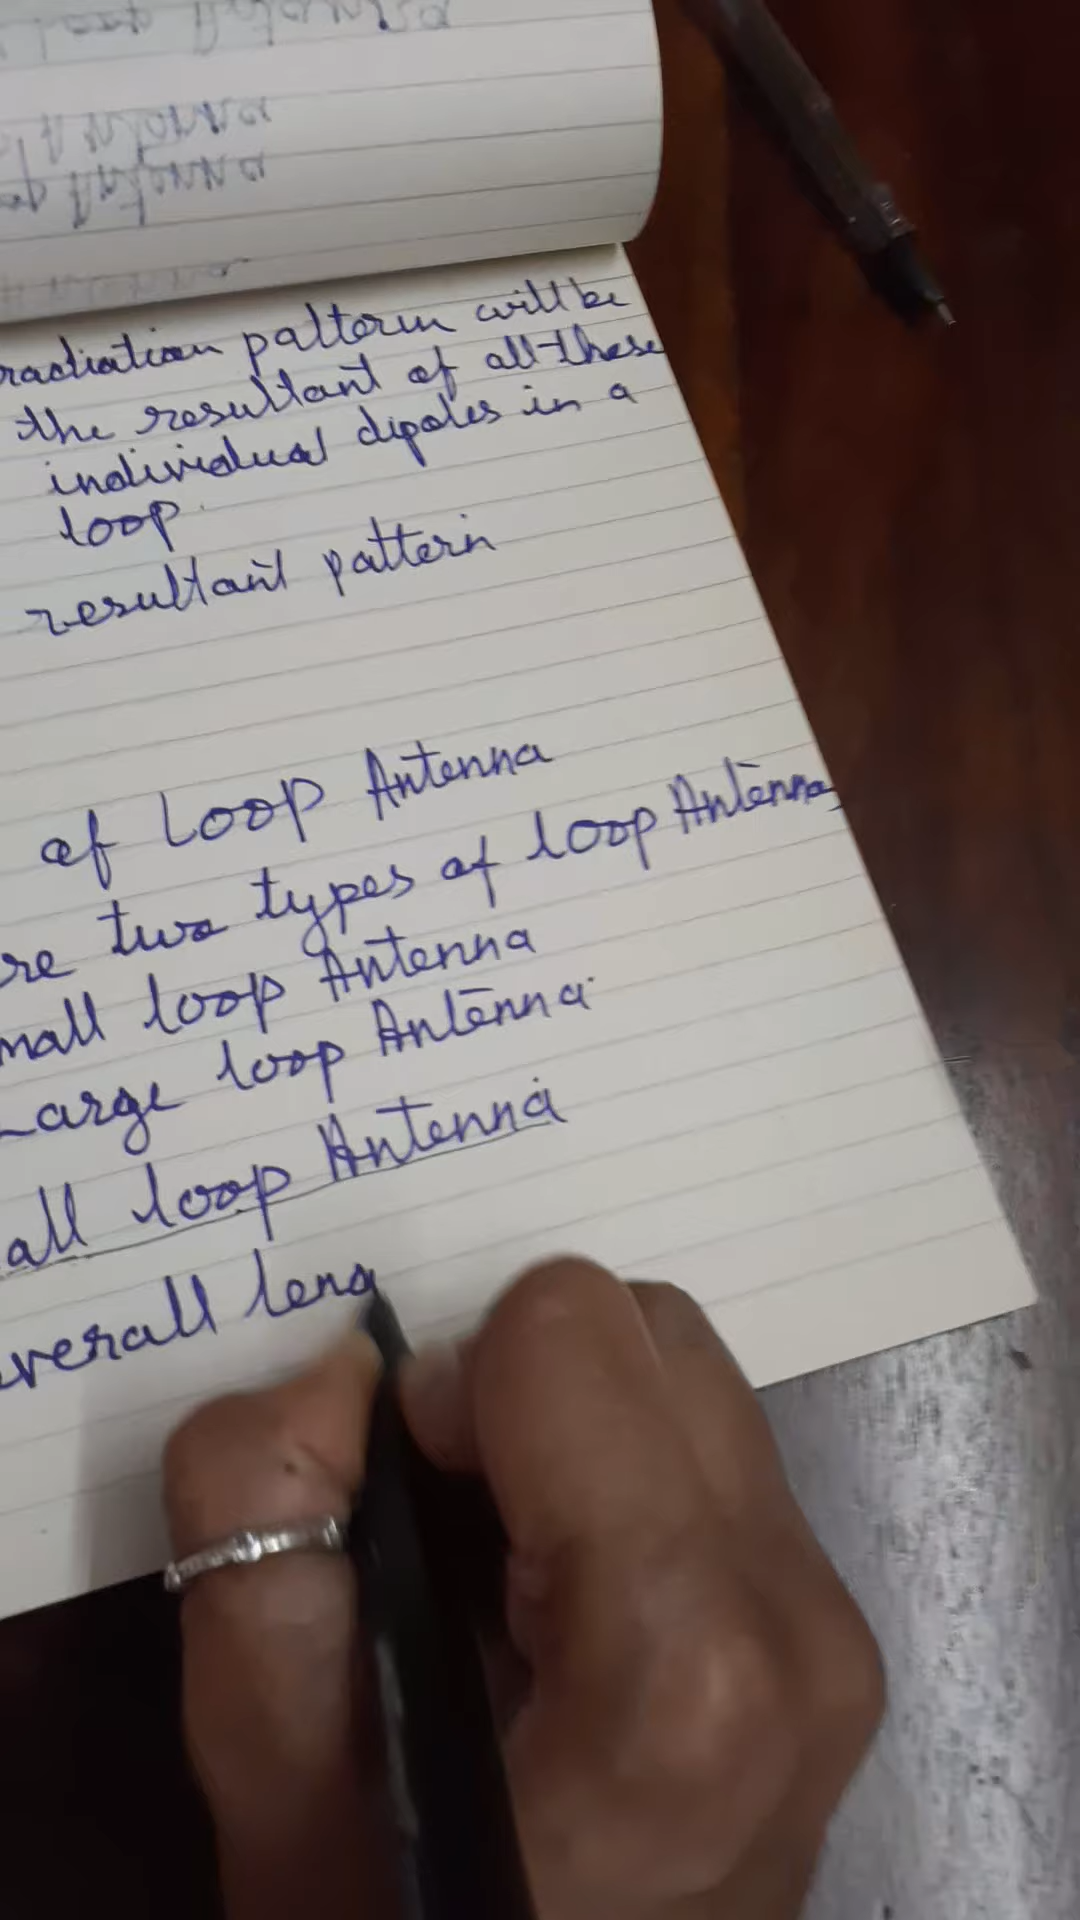 radiation pattern will be
the resultant of all these
individual dipoles in a
loop.
resultant pattern
of Loop Antenna
re two types of loop Antenna
mall loop Antenna
Large loop Antenna
all loop Antenna
verall leng